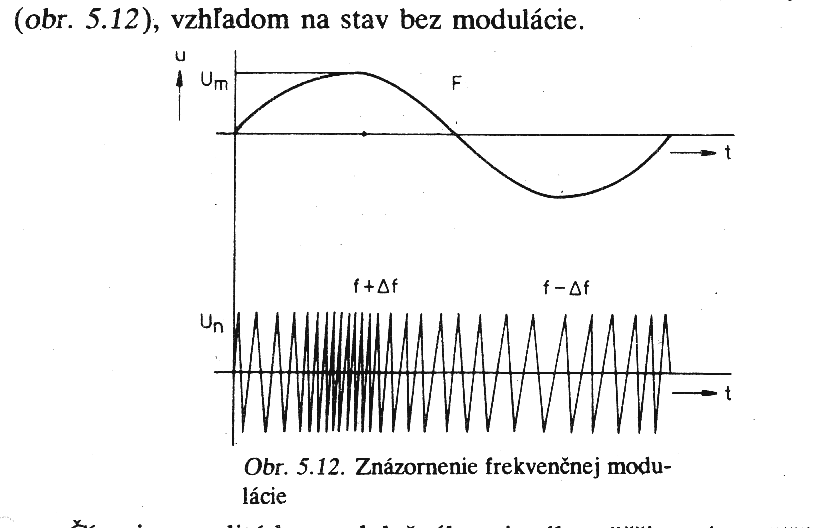 (obr. 5.12), vzhľadom na stav bez modulácie.
u
Um
F
t
f+Δf
f−Δf
Un
t
Obr. 5.12. Znázornenie frekvenčnej modu-
lácie